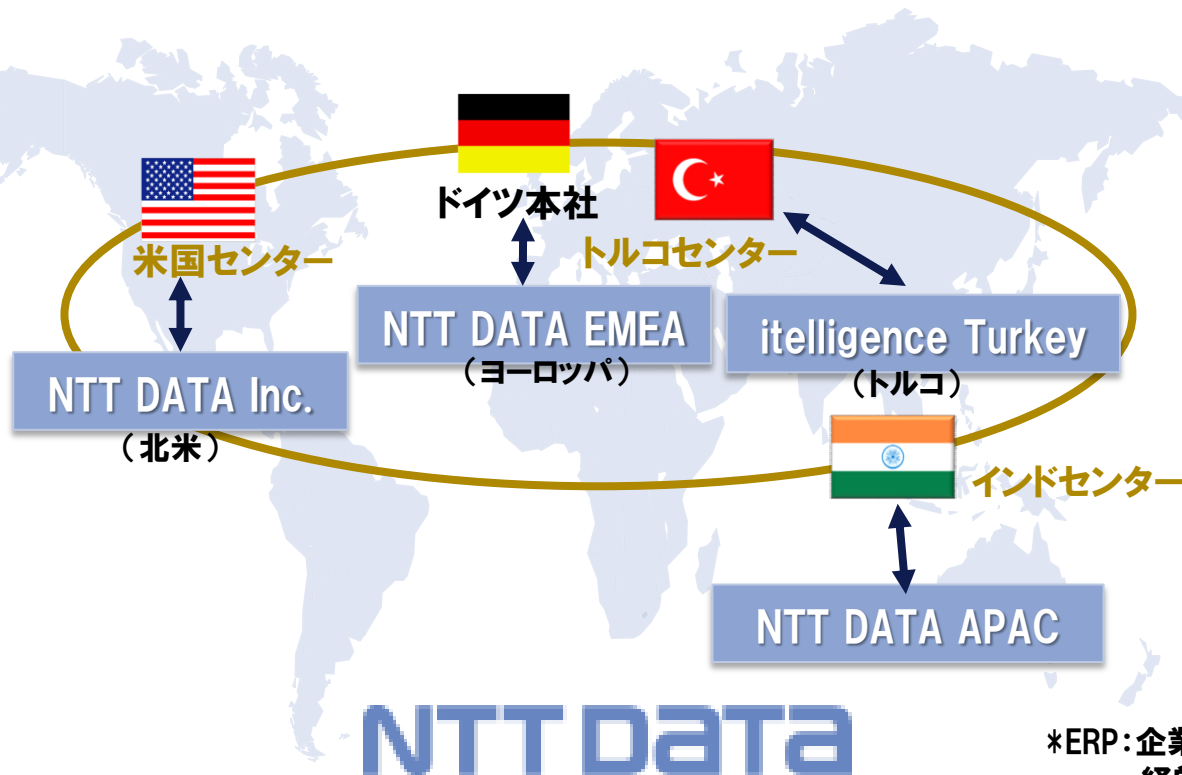 ドイツ本社
米国センター
トルコセンター
NTT DATA EMEA
(ヨーロッパ)
itelligence Turkey
(トルコ)
NTT DATA Inc.
(北米)
インドセンター
NTT DATA APAC
NTT DATA
*ERP:企業